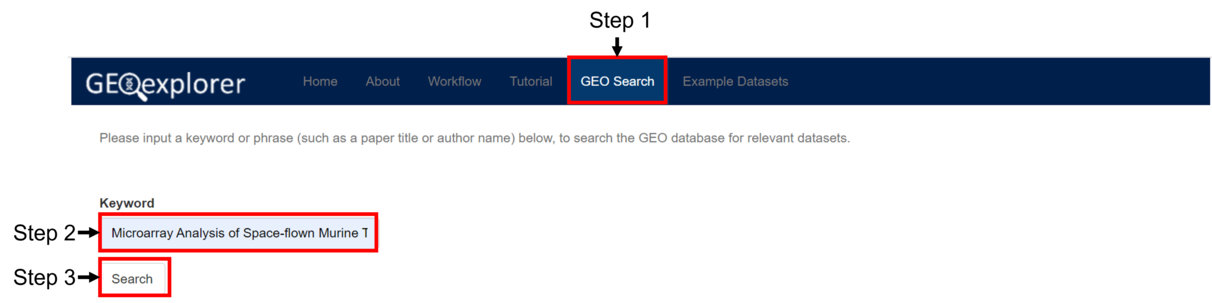 Step 1
GEOexplorer Home About Workflow Tutorial GEO Search Example Datasets
Please input a keyword or phrase (such as a paper title or author name) below, to search the GEO database for relevant datasets.
Keyword
Step 2 Microarray Analysis of Space-flown Murine T
Step 3 Search